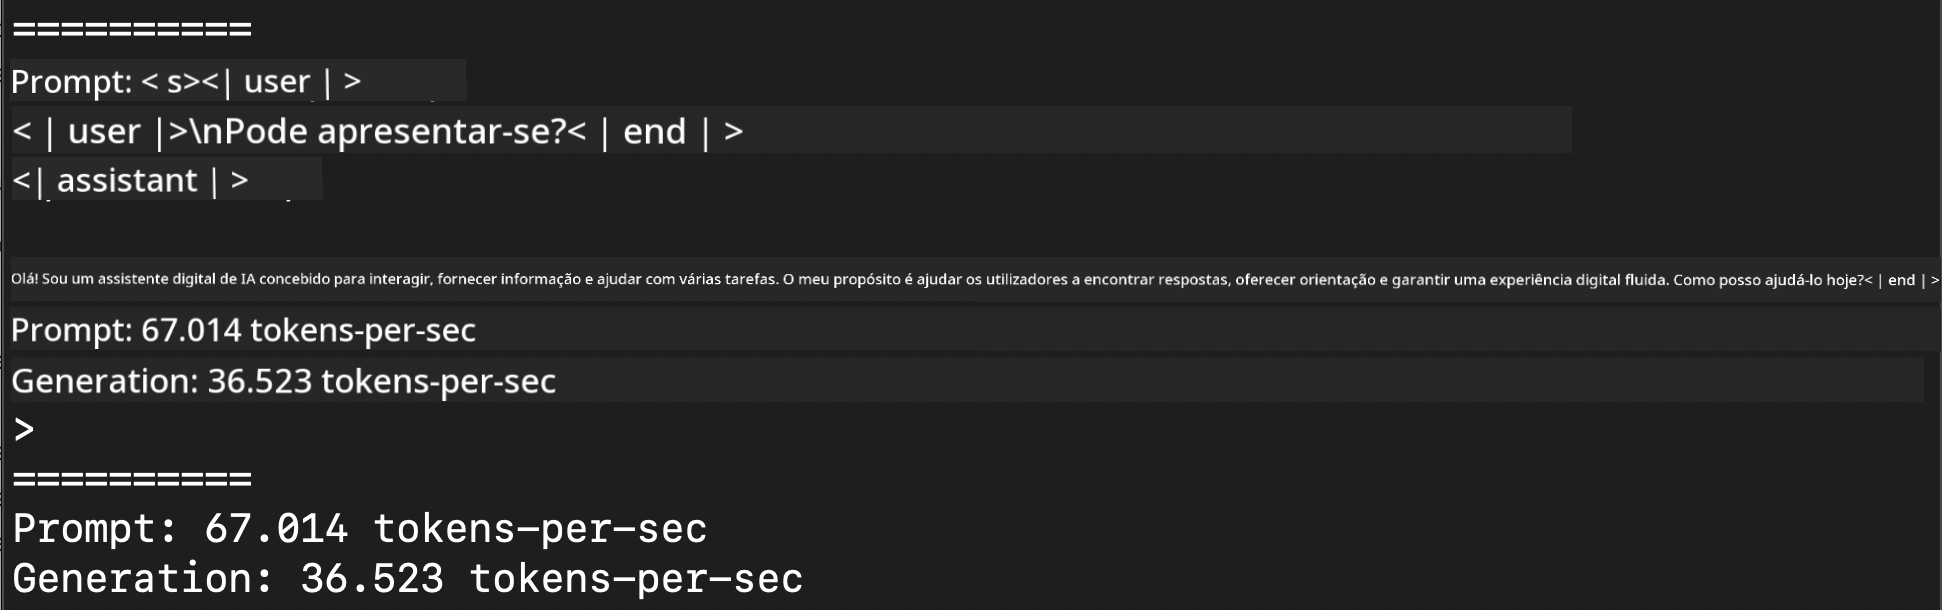 ==========
Prompt: < s><| user | >
< | user |>\nPode apresentar-se?< | end | >
<| assistant | >
Olá! Sou um assistente digital de IA concebido para interagir, fornecer informação e ajudar com várias tarefas. O meu propósito é ajudar os utilizadores a encontrar respostas, oferecer orientação e garantir uma experiência digital fluida. Como posso ajudá-lo hoje?< | end | >
Prompt: 67.014 tokens-per-sec
Generation: 36.523 tokens-per-sec
>
==========
Prompt: 67.014 tokens-per-sec
Generation: 36.523 tokens-per-sec